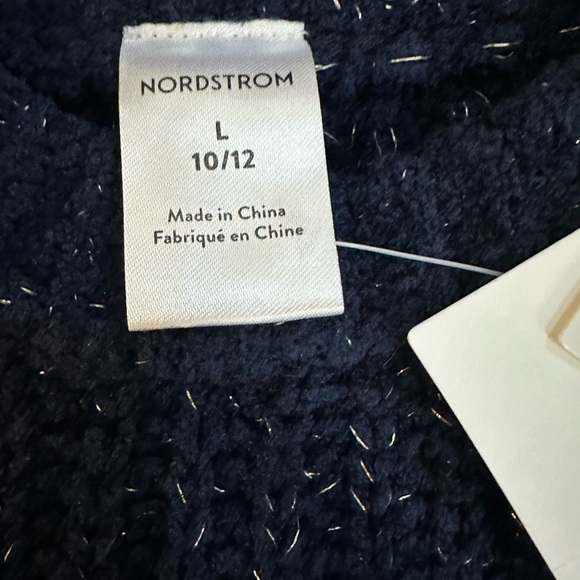 NORDSTROM
L
10/12
Made in China
Fabriqué en Chine